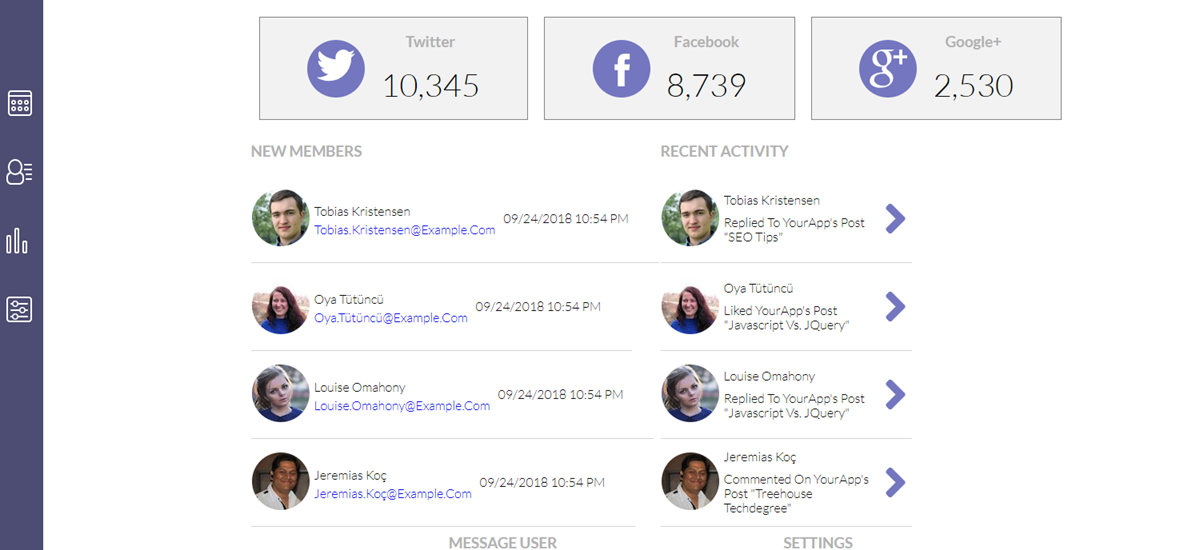 Twitter
10,345
Facebook
8,739
Google+
2,530
NEW MEMBERS
Tobias Kristensen
Tobias.Kristensen@Example.Com
09/24/2018 10:54 PM
Oya Tütüncü
Oya.Tütüncü@Example.Com
09/24/2018 10:54 PM
Louise Omahony
Louise.Omahony@Example.Com
09/24/2018 10:54 PM
Jeremias Koç
Jeremias.Koç@Example.Com
09/24/2018 10:54 PM
RECENT ACTIVITY
Tobias Kristensen
Replied To YourApp's Post
"SEO Tips"
Oya Tütüncü
Liked YourApp's Post
"Javascript Vs. JQuery"
Louise Omahony
Replied To YourApp's Post
"Javascript Vs. JQuery"
Jeremias Koç
Commented On YourApp's
Post "Treehouse
Techdegree"
MESSAGE USER
SETTINGS